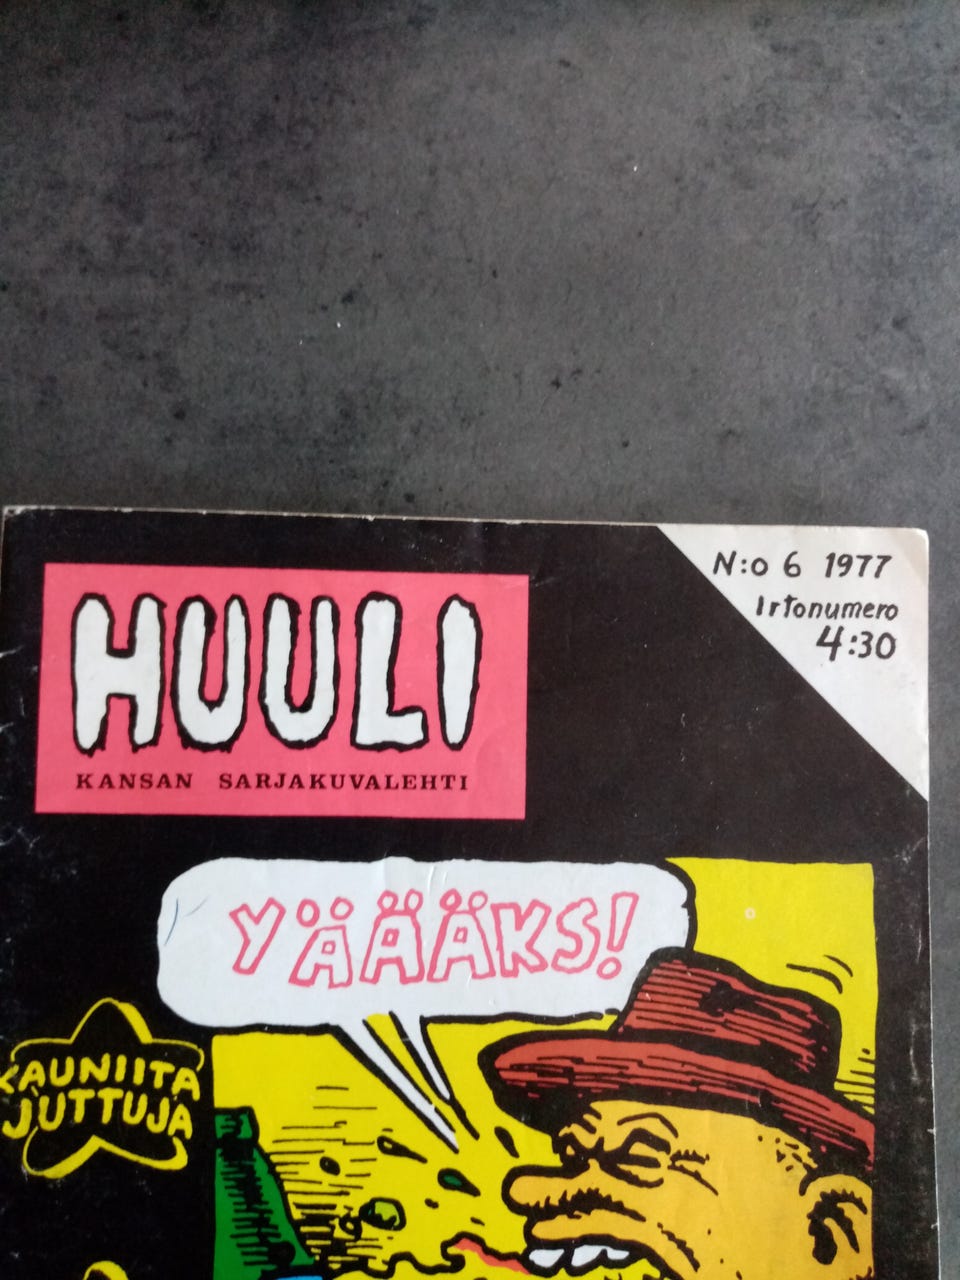 HUULI
KANSAN SARJAKUVALEHTI
N:o 6 1977
Irtonumero
4:30
YÄÄÄKS!
KAUNIITA
JUTTUJA